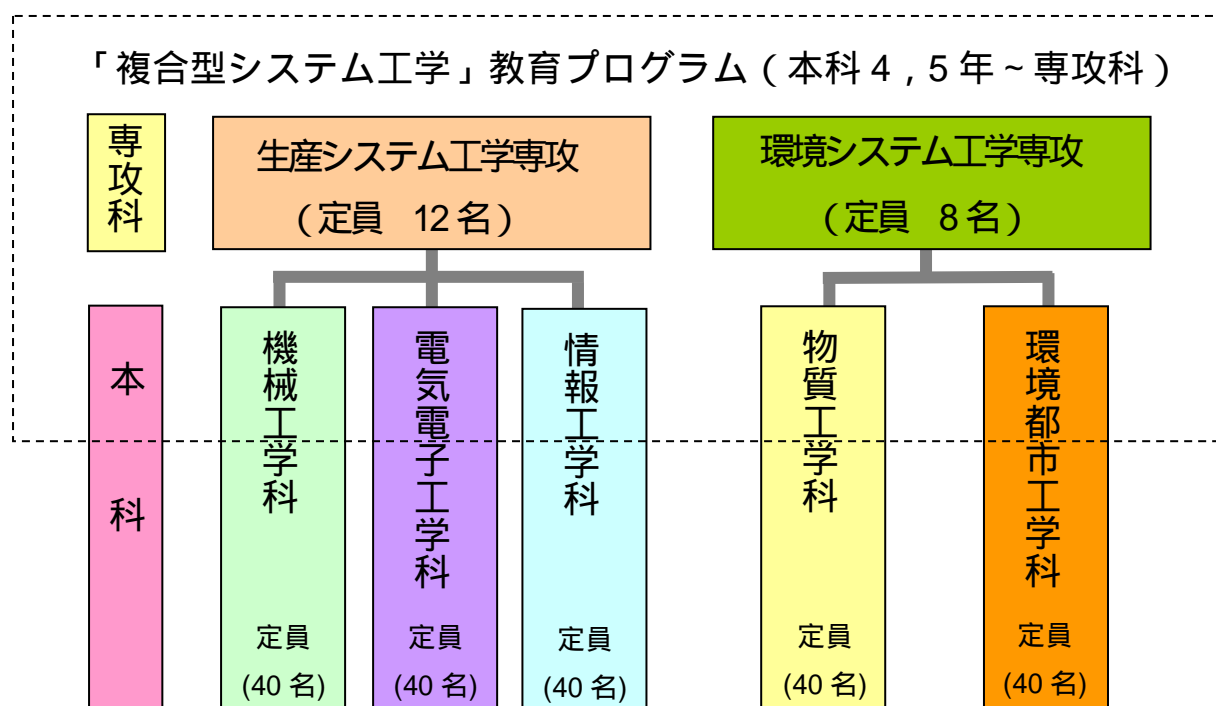 「複合型システム工学」教育プログラム（本科４，５年～専攻科）
専攻科
生産システム工学専攻
（定員　12名）
環境システム工学専攻
（定員　8名）
本科
機械工学科
定員
(40名)
電気電子工学科
定員
(40名)
情報工学科
定員
(40名)
物質工学科
定員
(40名)
環境都市工学科
定員
(40名)